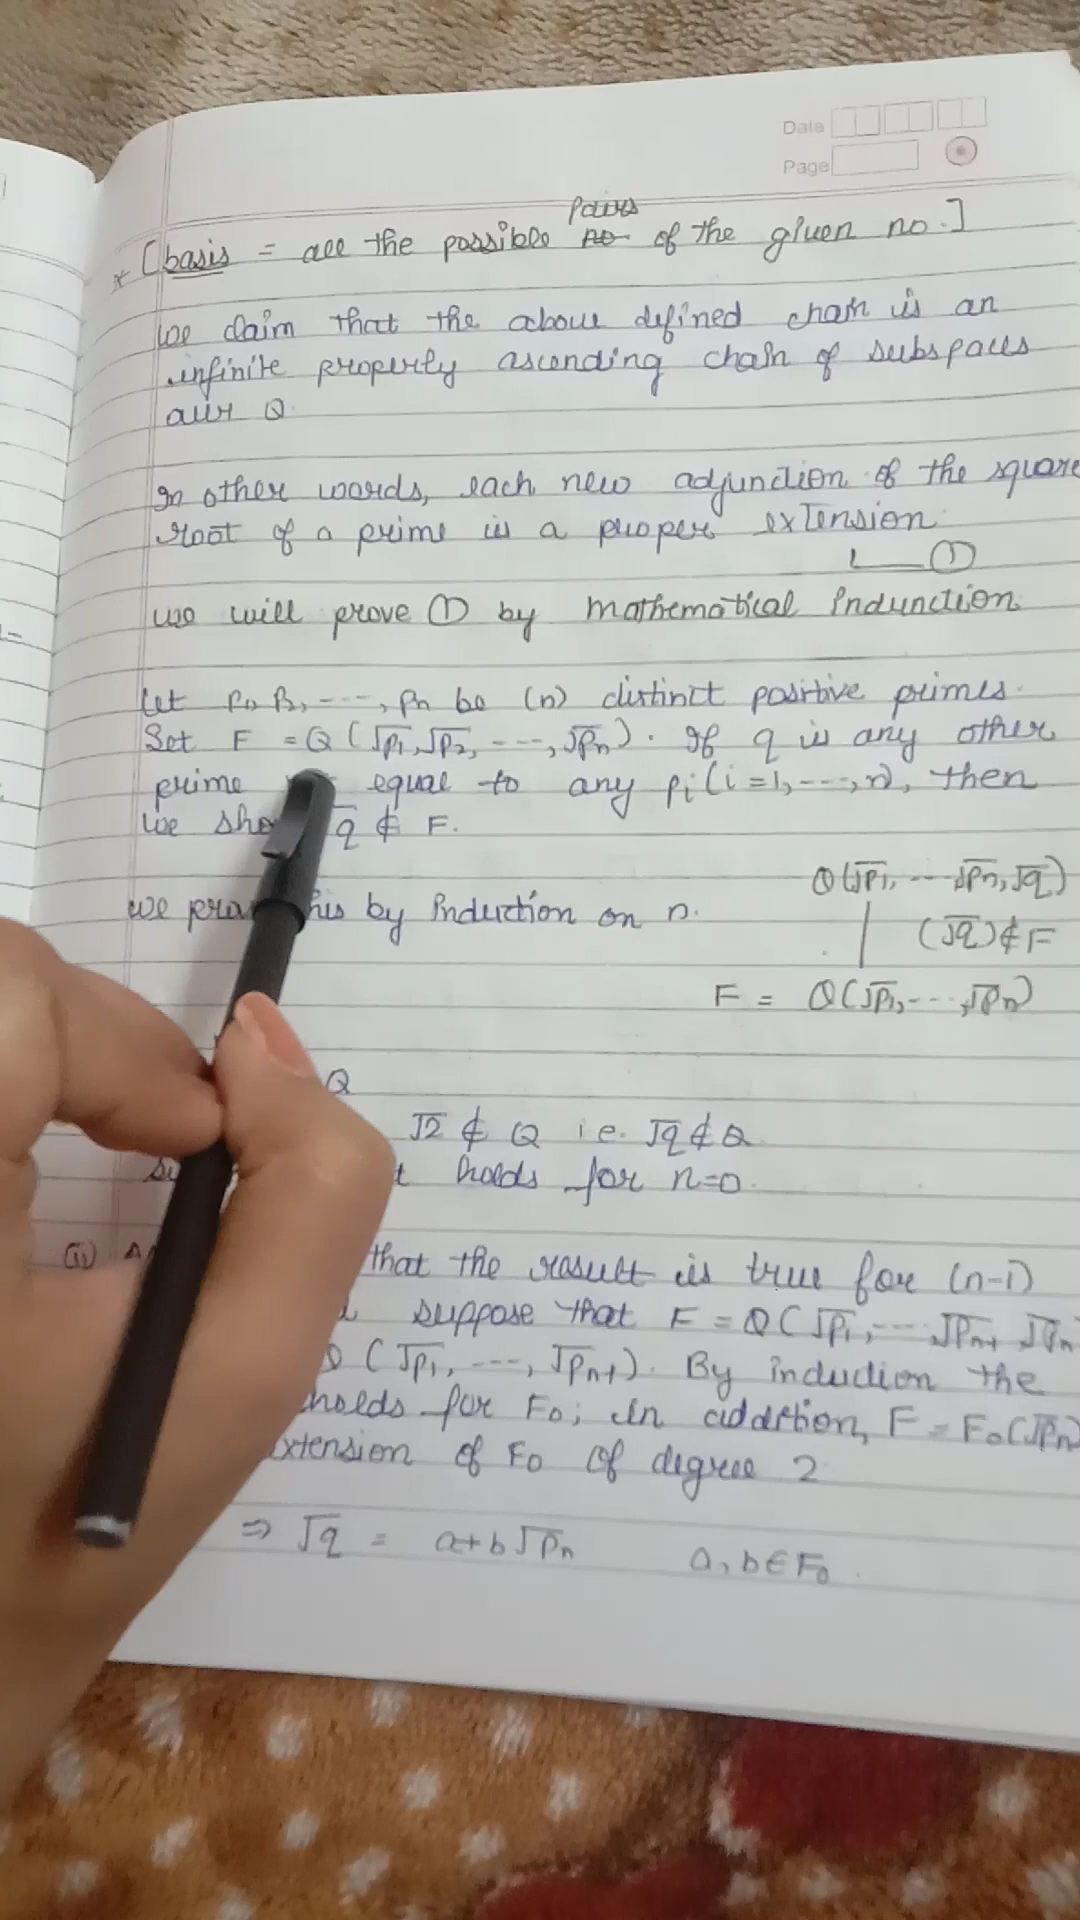 Date
Page
pairs
* [basis = all the possible no of the given no.]
we claim that the above defined chain is an
infinite properly ascending chain of subspaces
over Q
In other words, each new adjunction of the square
root of a prime is a proper extension.
①
we will prove ① by mathematical Indunction
Let P1, P2, ---, Pn be (n) distinct positive primes.
Set F = Q (√p1, √p2, ---, √pn). If q is any other
prime equal to any pi (i=1, ---, n), then
we sho q ∉ F.
Q(√p1, --- √pn, √q)
we prov his by Induction on n.
| (√q) ∉ F
F = Q(√p1, ---, √pn)
Q
√2 ∉ Q i.e. √q ∉ Q
t holds for n=0.
(ii) that the result is true for (n-1)
suppose that F = Q(√p1, --- √pn-1 √pn
(√p1, ---, √pn-1). By induction the
holds for F0; in addition, F = F0(√pn)
xtension of F0 of degree 2
⇒ √q = a+b√pn a, b ∈ F0.